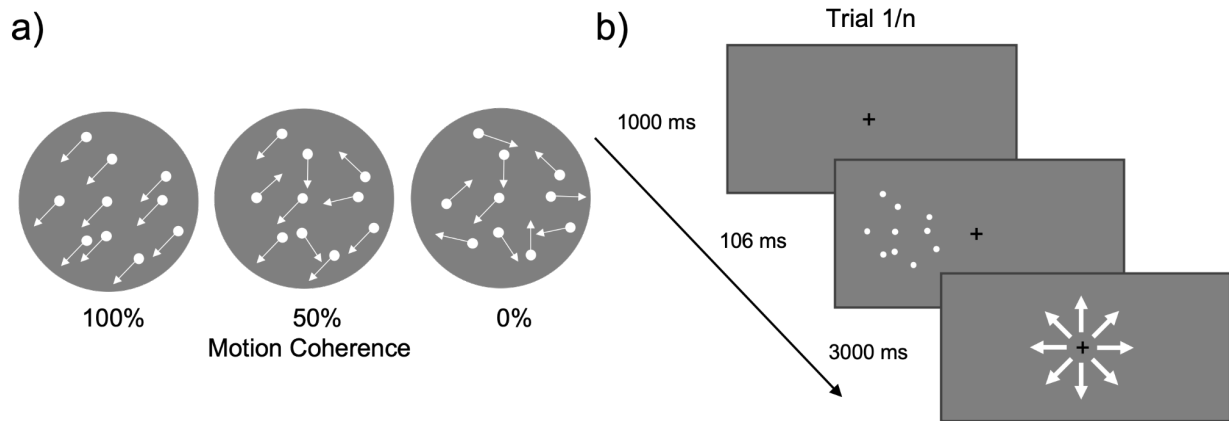 a)
100%
50%
0%
Motion Coherence
b)
Trial 1/n
1000 ms
106 ms
3000 ms